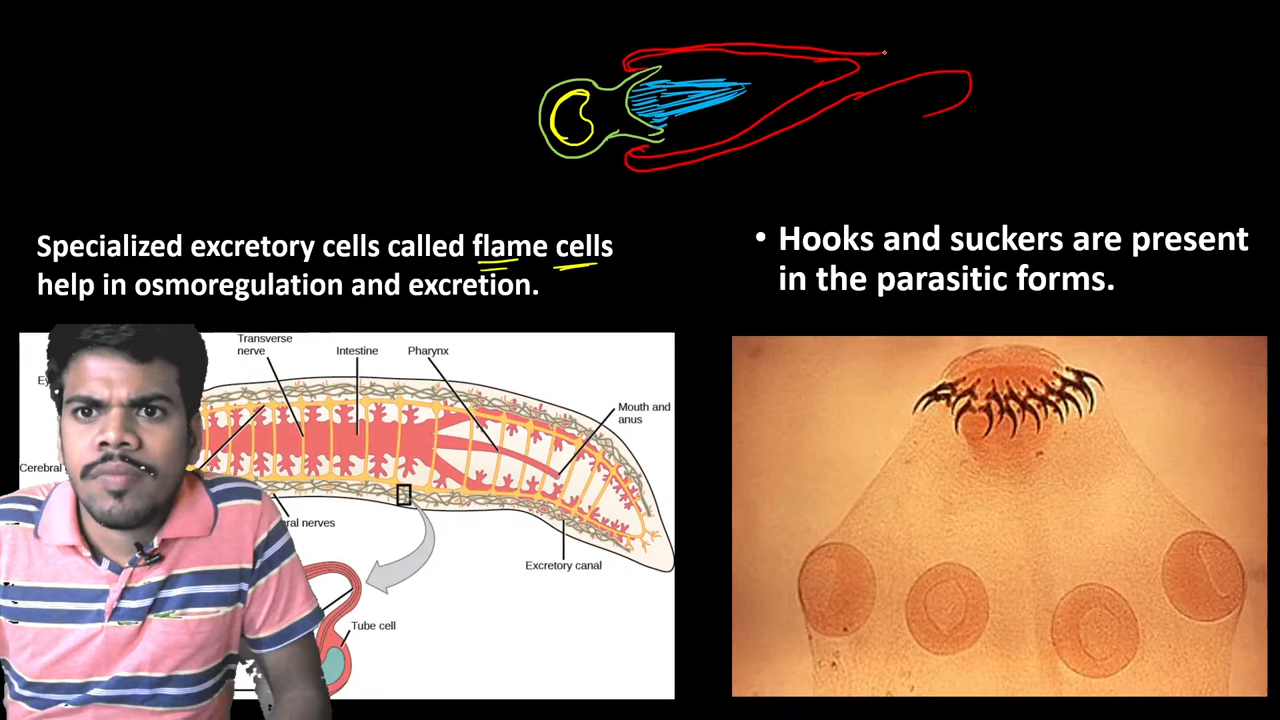 Specialized excretory cells called flame cells
help in osmoregulation and excretion.
• Hooks and suckers are present
in the parasitic forms.
Transverse
nerve
Intestine
Pharynx
Mouth and
anus
Cerebral
nerves
Excretory canal
Tube cell